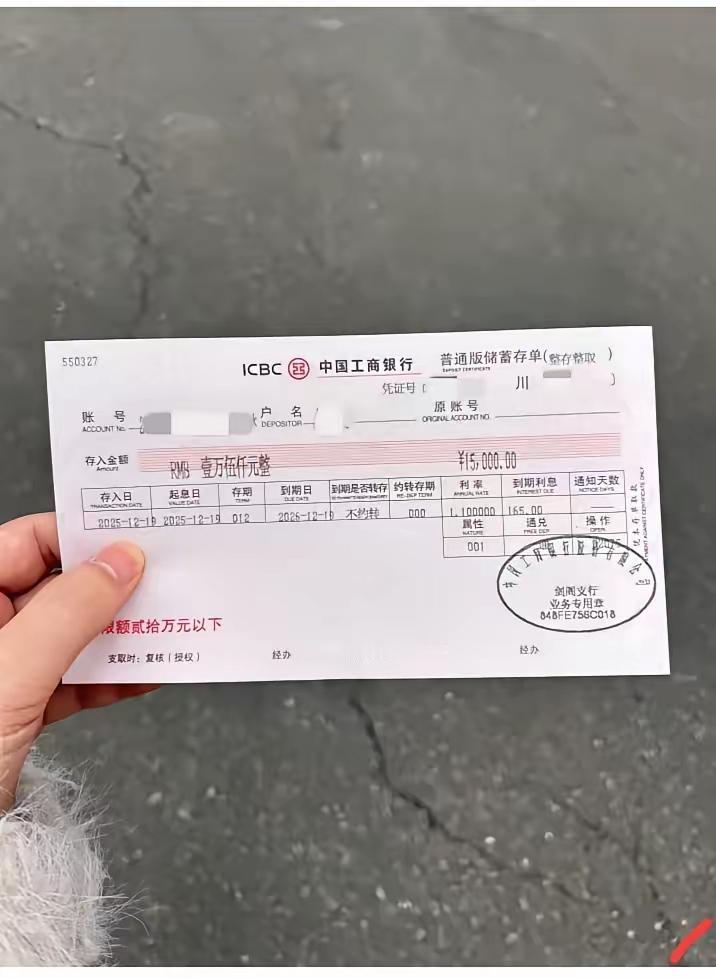 550327
ICBC 中国工商银行 普通版储蓄存单(整存整取)
DEPOSIT CERTIFICATE
凭证号 川
账号 户名 原账号
ACCOUNT No. DEPOSITOR ORIGINAL ACCOUNT NO.
存入金额
Amount
RMB 壹万伍仟元整 ¥15,000.00
存入日 起息日 存期 到期日 到期是否转存 约转存期 利率 到期利息 通知天数
TRANSACTION DATE VALUE DATE TERM DUE DATE RE-DEP TERM ANNUAL RATE INTEREST DUE NOTICE DAYS
2025-12-19 2025-12-19 012 2026-12-19 不约转 000 1.100000 165.00
属性 通兑 操作
NATURE FREE DEP OPER.
001
剑阁支行
业务专用章
限额贰拾万元以下
支取时：复核（授权） 经办 经办